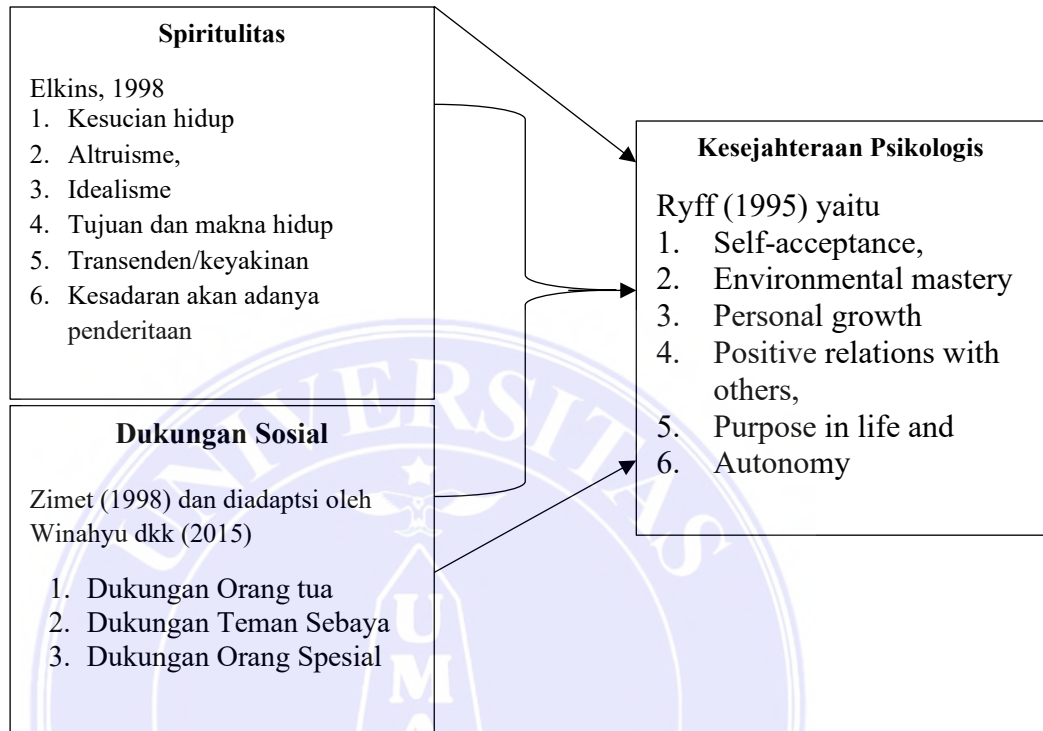 Spiritulitas
Elkins, 1998
1. Kesucian hidup
2. Altruisme,
3. Idealisme
4. Tujuan dan makna hidup
5. Transenden/keyakinan
6. Kesadaran akan adanya
penderitaan
Dukungan Sosial
Zimet (1998) dan diadaptsi oleh
Winahyu dkk (2015)
1. Dukungan Orang tua
2. Dukungan Teman Sebaya
3. Dukungan Orang Spesial
Kesejahteraan Psikologis
Ryff (1995) yaitu
1. Self-acceptance,
2. Environmental mastery
3. Personal growth
4. Positive relations with
others,
5. Purpose in life and
6. Autonomy
UNIVERSITAS
UMA